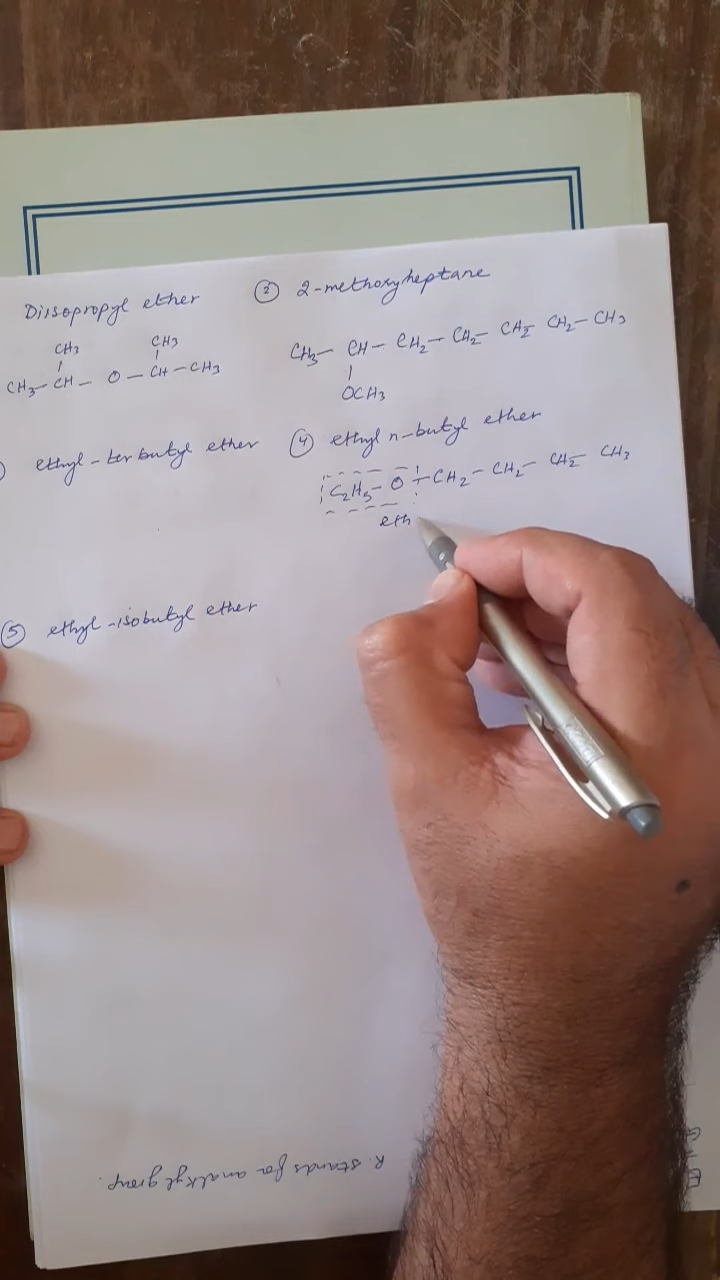 Diisopropyl ether
CH3 CH3
CH3-CH-O-CH-CH3
② 2-methoxyheptane
CH3-CH-CH2-CH2-CH2-CH2-CH3
OCH3
ethyl-ter butyl ether
④ ethyl n-butyl ether
C2H5-O-CH2-CH2-CH2-CH3
eth
⑤ ethyl-isobutyl ether
R. stands for an alkyl group.